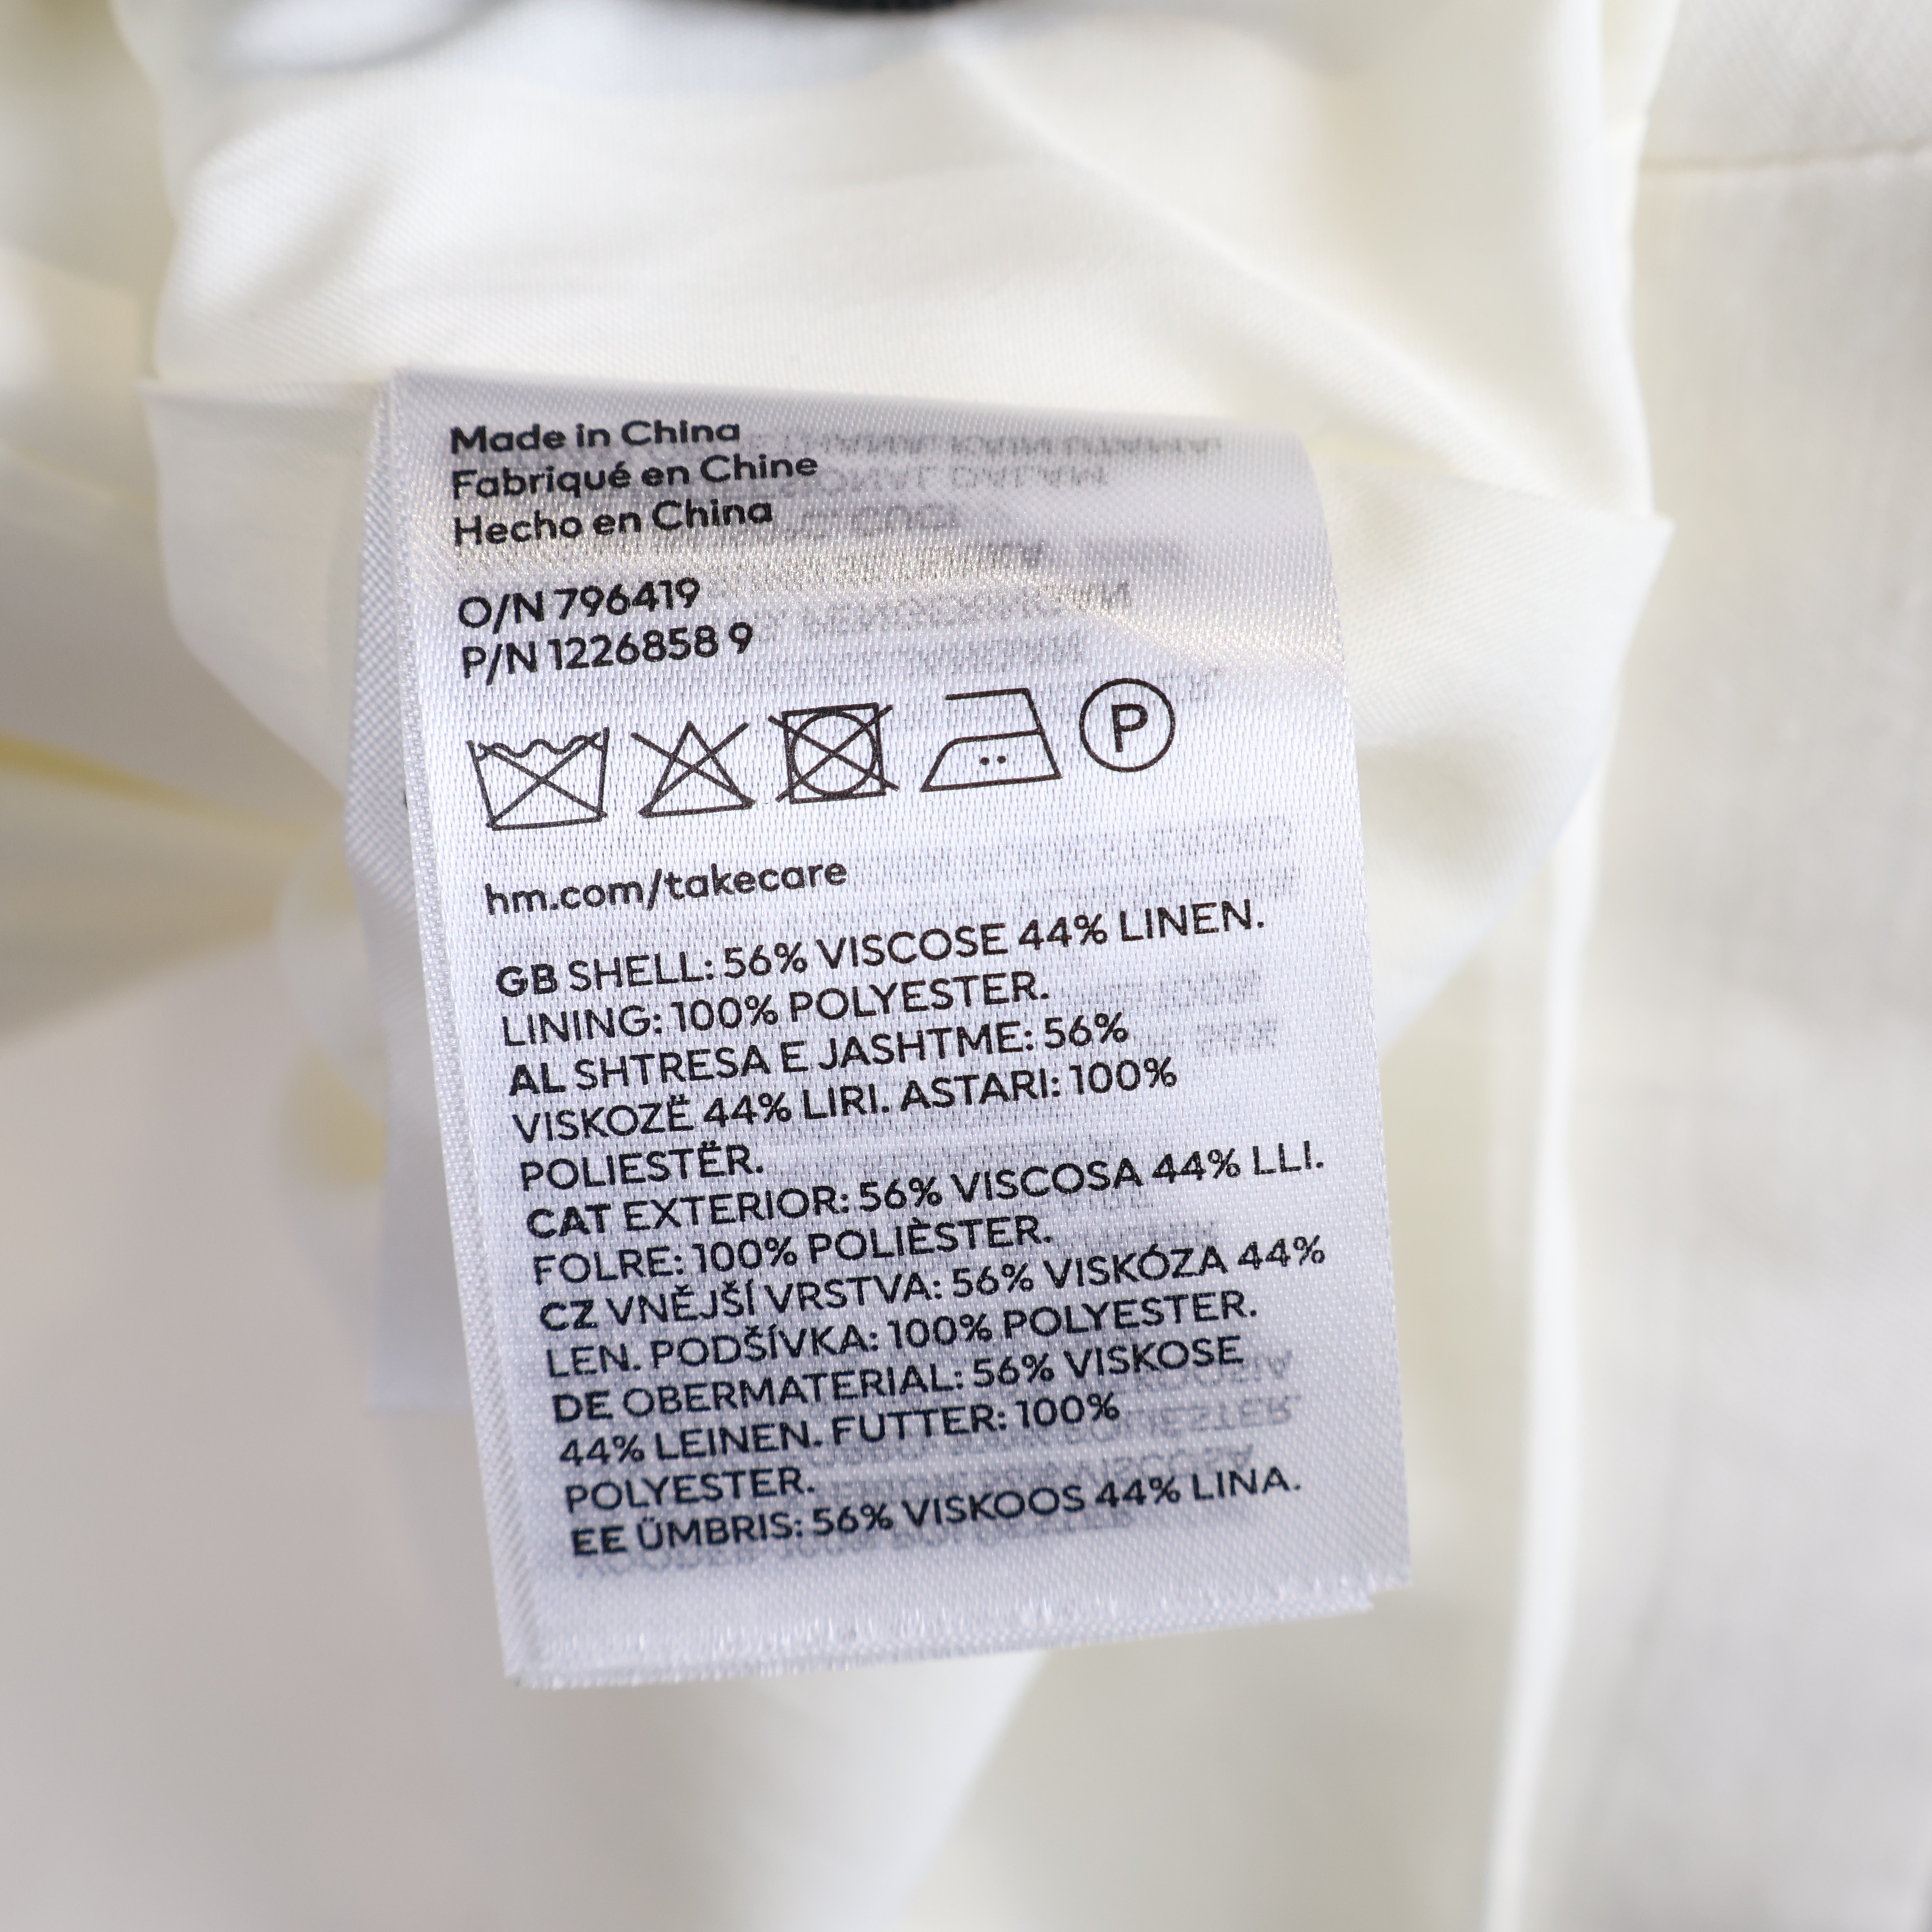 Made in China
Fabriqué en Chine
Hecho en China
O/N 796419
P/N 1226858 9
P
hm.com/takecare
GB SHELL: 56% VISCOSE 44% LINEN.
LINING: 100% POLYESTER.
AL SHTRESA E JASHTME: 56%
VISKOZË 44% LIRI. ASTARI: 100%
POLIESTËR.
CAT EXTERIOR: 56% VISCOSA 44% LLI.
FOLRE: 100% POLIÈSTER.
CZ VNĚJŠÍ VRSTVA: 56% VISKÓZA 44%
LEN. PODŠÍVKA: 100% POLYESTER.
DE OBERMATERIAL: 56% VISKOSE
44% LEINEN. FUTTER: 100%
POLYESTER.
EE ÜMBRIS: 56% VISKOOS 44% LINA.